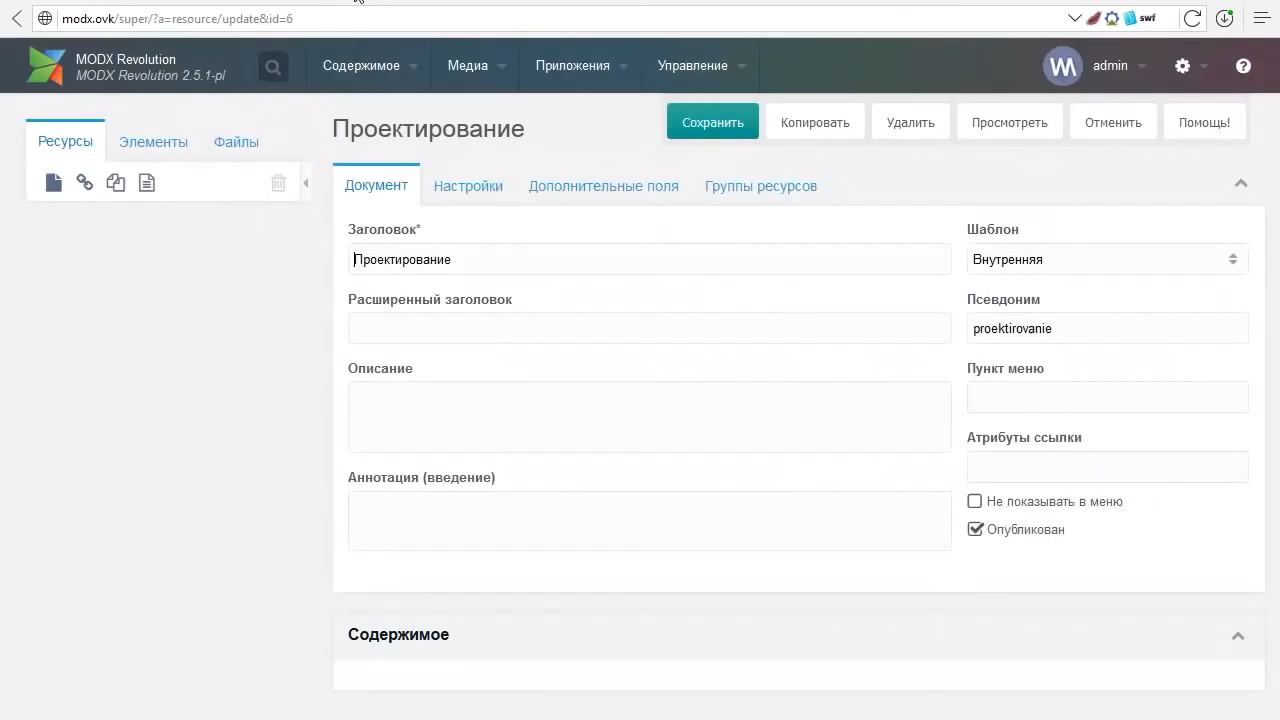 modx.ovk/super/?a=resource/update&id=6
swf
MODX Revolution
MODX Revolution 2.5.1-pl
Содержимое
Медиа
Приложения
Управление
admin
Ресурсы
Элементы
Файлы
Проектирование
Сохранить
Копировать
Удалить
Просмотреть
Отменить
Помощь!
Документ
Настройки
Дополнительные поля
Группы ресурсов
Заголовок*
Проектирование
Расширенный заголовок
Описание
Аннотация (введение)
Шаблон
Внутренняя
Псевдоним
proektirovanie
Пункт меню
Атрибуты ссылки
Не показывать в меню
Опубликован
Содержимое